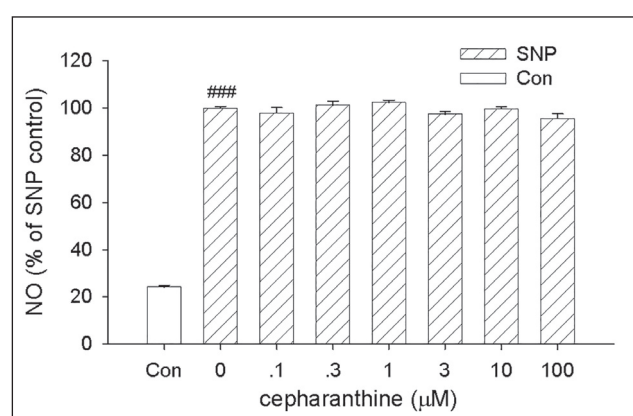 120
100
80
60
40
20
0
NO (% of SNP control)
###
SNP
Con
Con 0 .1 .3 1 3 10 100
cepharanthine (μM)